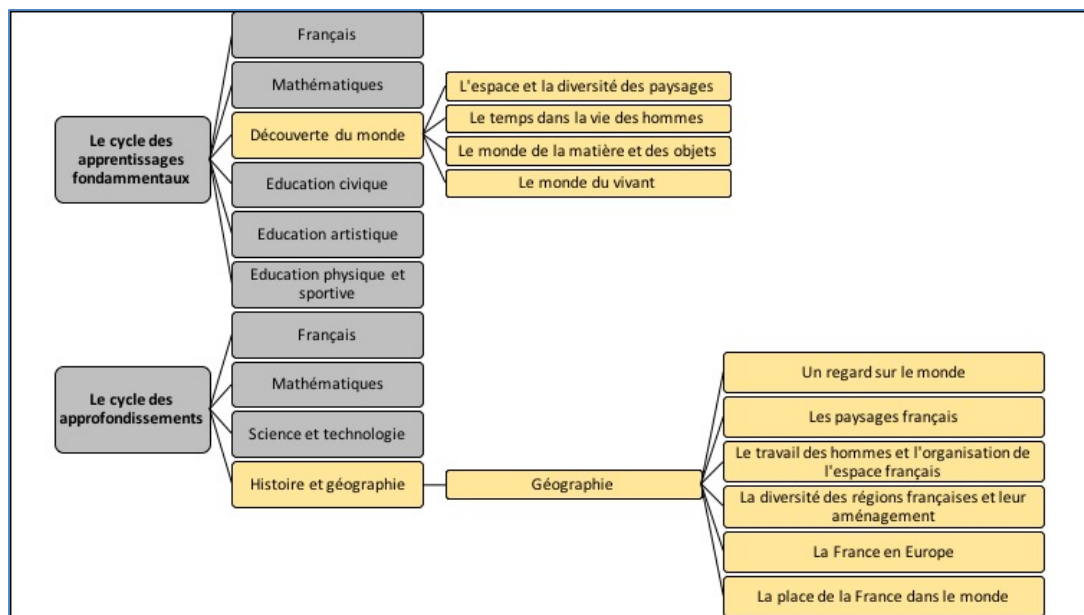 Français
Mathématiques
Découverte du monde
Education civique
Education artistique
Education physique et
sportive
Le cycle des
apprentissages
fondammentaux
L'espace et la diversité des paysages
Le temps dans la vie des hommes
Le monde de la matière et des objets
Le monde du vivant
Français
Mathématiques
Science et technologie
Histoire et géographie
Le cycle des
approfondissements
Géographie
Un regard sur le monde
Les paysages français
Le travail des hommes et l'organisation de
l'espace français
La diversité des régions françaises et leur
aménagement
La France en Europe
La place de la France dans le monde